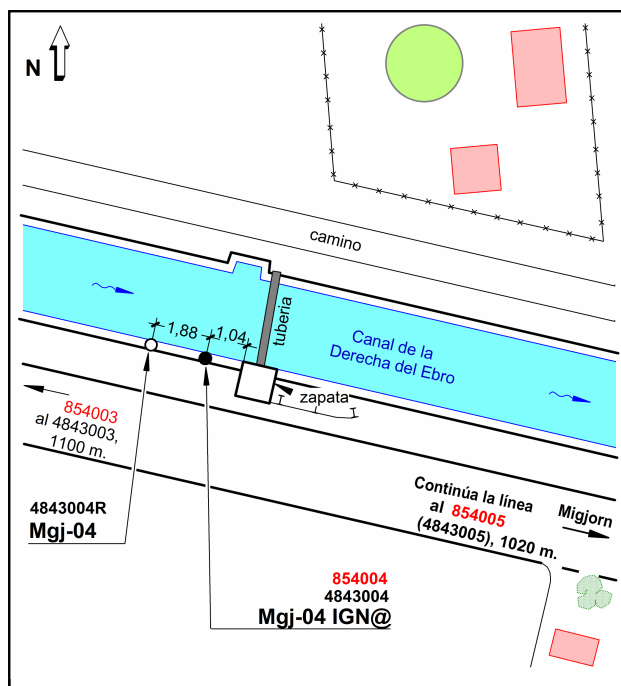 N
camino
tuberia
1,88
1,04
Canal de la
Derecha del Ebro
zapata
854003
al 4843003,
1100 m.
4843004R
Mgj-04
Continúa la línea
al 854005
(4843005), 1020 m.
Migjorn
854004
4843004
Mgj-04 IGN@